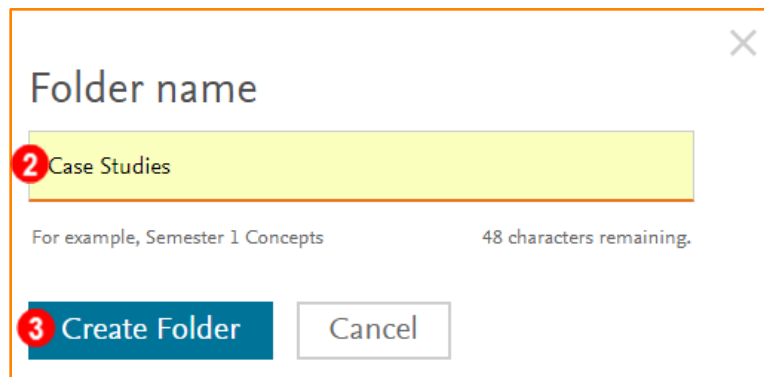 Folder name
2 Case Studies
For example, Semester 1 Concepts 48 characters remaining.
3 Create Folder Cancel